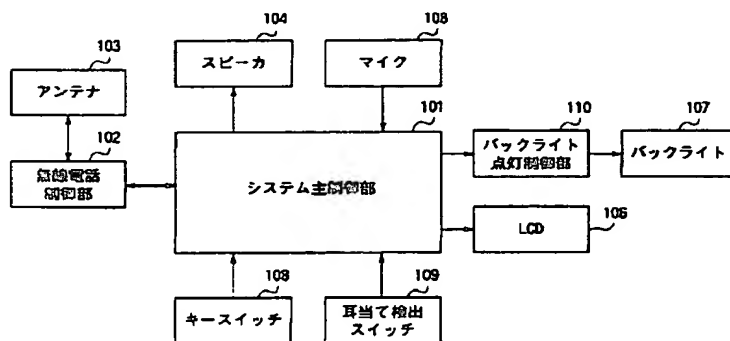 104
108
103
スピーカ
マイク
アンテナ
101
110
107
102
バックライト
点灯制御部
バックライト
無線電話
制御部
システム主制御部
106
LCD
108
109
キースイッチ
耳当て検出
スイッチ